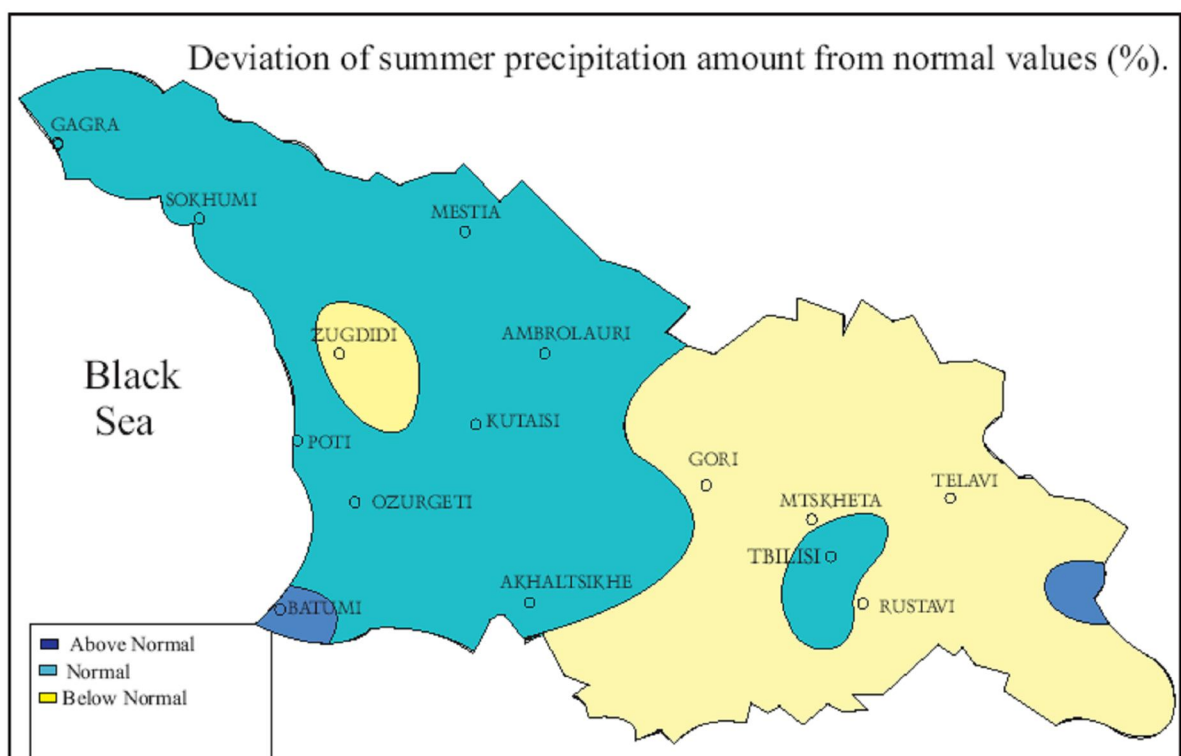 Deviation of summer precipitation amount from normal values (%).
GAGRA
SOKHUMI
MESTIA
ZUGDIDI
AMBROLAURI
Black
Sea
KUTAISI
POTI
GORI
TELAVI
OZURGETI
MTSKHETA
TBILISI
AKHALTSIKHE
BATUMI
RUSTAVI
Above Normal
Normal
Below Normal